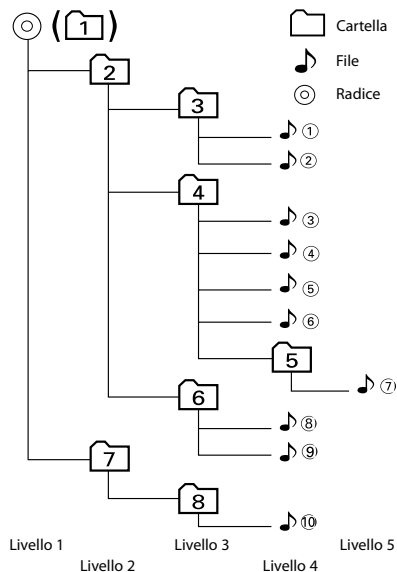 (1)
Cartella
2
File
3
Radice
①
②
4
③
④
⑤
⑥
5
⑦
6
⑧
⑨
7
8
⑩
Livello 1
Livello 2
Livello 3
Livello 4
Livello 5